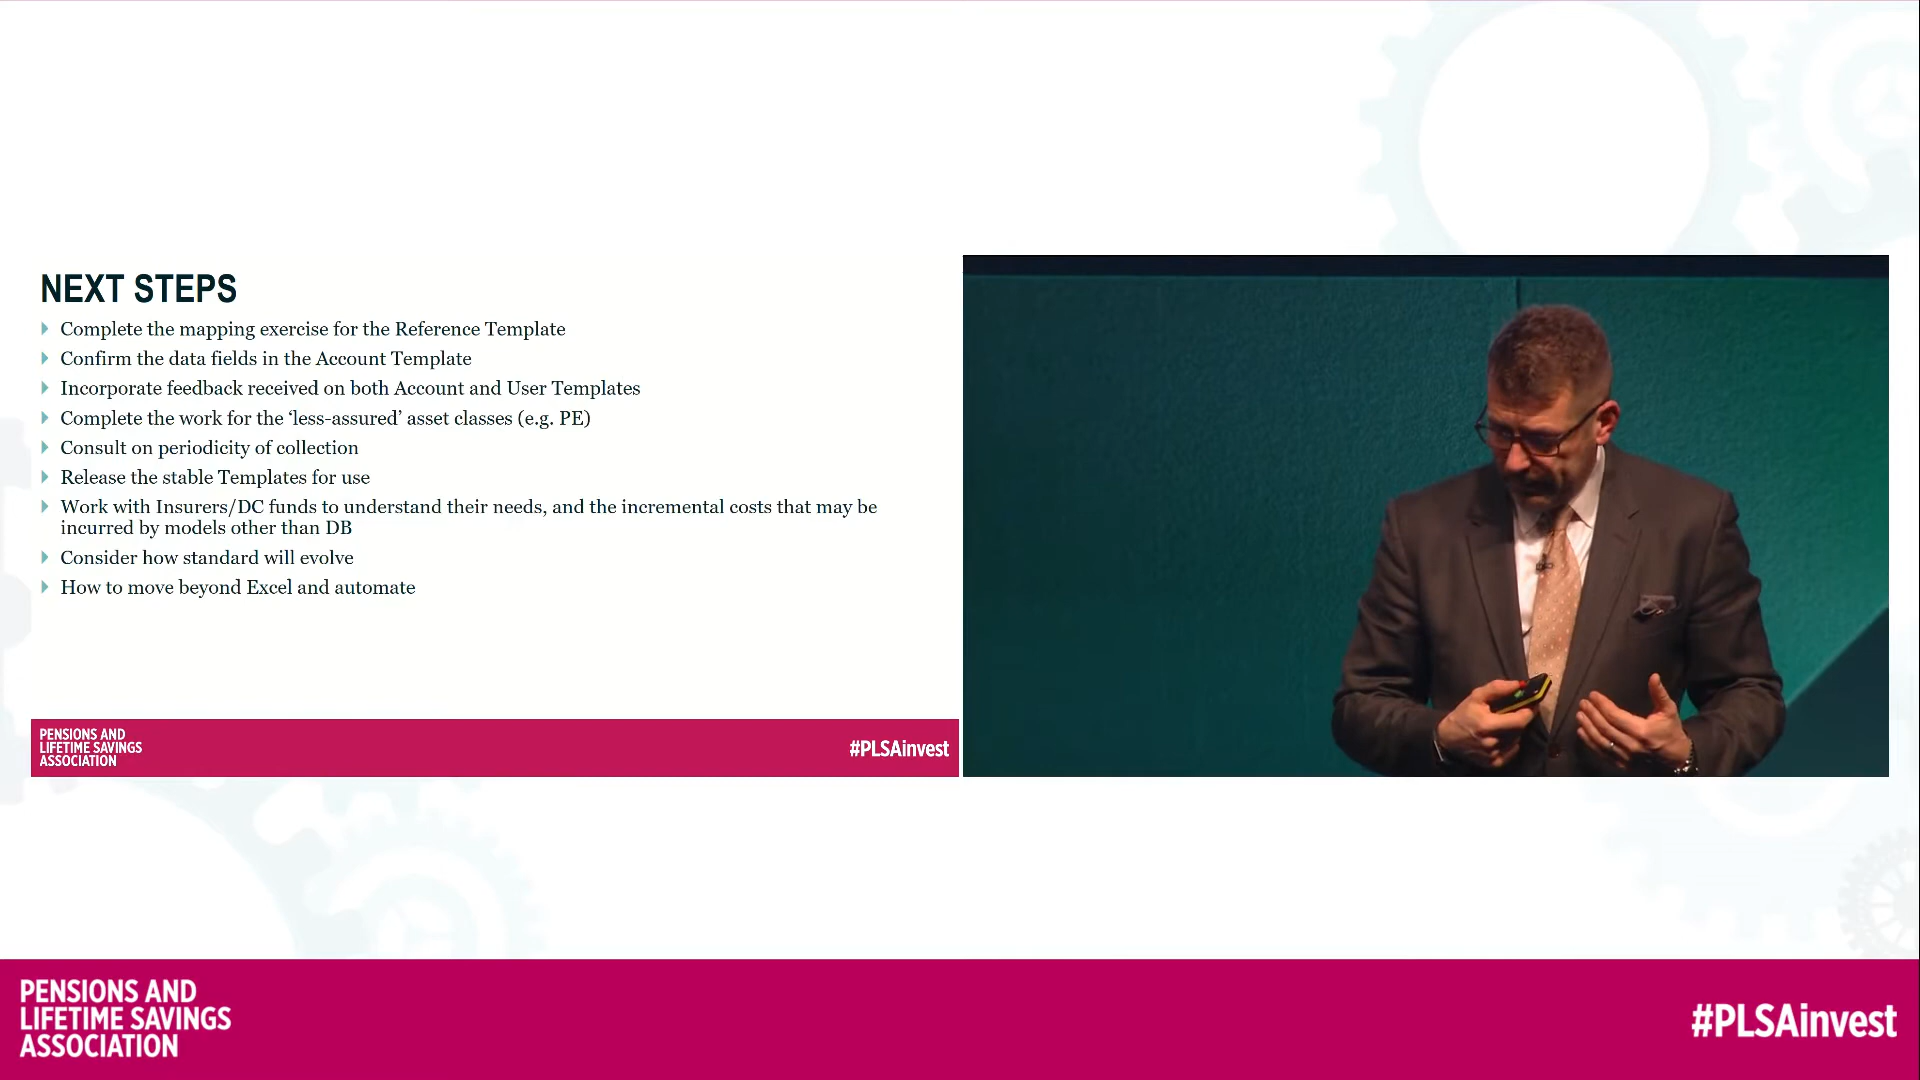 NEXT STEPS
Complete the mapping exercise for the Reference Template
Confirm the data fields in the Account Template
Incorporate feedback received on both Account and User Templates
Complete the work for the ‘less-assured’ asset classes (e.g. PE)
Consult on periodicity of collection
Release the stable Templates for use
Work with Insurers/DC funds to understand their needs, and the incremental costs that may be
incurred by models other than DB
Consider how standard will evolve
How to move beyond Excel and automate
PENSIONS AND
LIFETIME SAVINGS
ASSOCIATION
#PLSAinvest
PENSIONS AND
LIFETIME SAVINGS
ASSOCIATION
#PLSAinvest